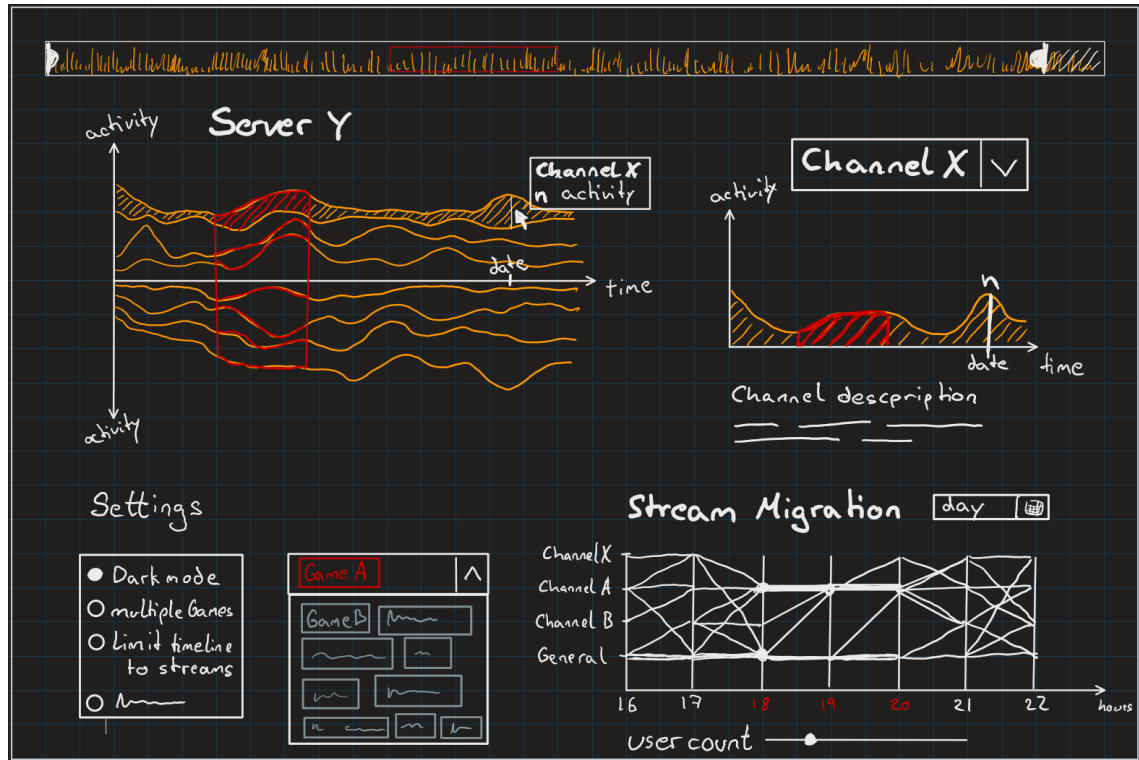 activity
Server Y
Channel X
n activity
date
time
activity
Channel X
activity
n
date
time
Channel descpription
Settings
Dark mode
multiple Games
Limit timeline
to streams
Game A
Game B
Stream Migration
day
Channel X
Channel A
Channel B
General
16 17 18 19 20 21 22 hours
user count